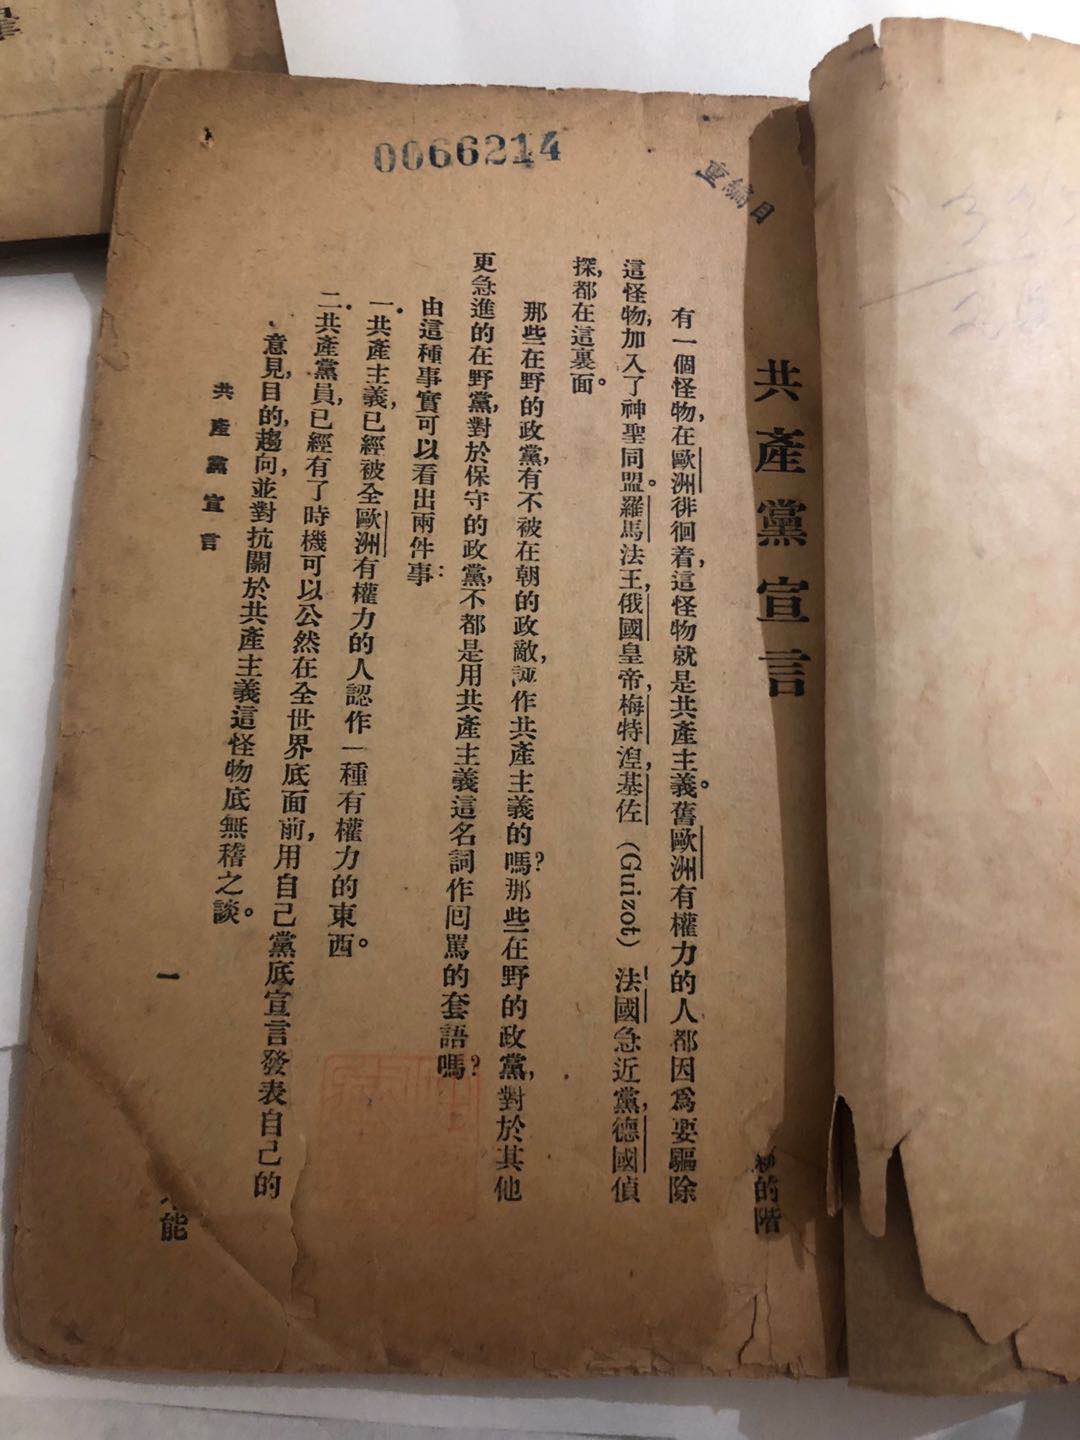 0066214
重編目
共產黨宣言
有一個怪物,在歐洲徘徊着,這怪物就是共產主義。舊歐洲有權力的人都因爲要驅除
這怪物,加入了神聖同盟。羅馬法王,俄國皇帝,梅特涅,基佐(Guizot)法國急近黨,德國偵
探,都在這裏面。
那些在野的政黨,有不被在朝的政敵,誣作共產主義的嗎?那些在野的政黨,對於其他
更急進的在野黨,對於保守的政黨,不都是用共產主義這名詞作回罵的套語嗎?
由這種事實可以看出兩件事:
一.共產主義,已經被全歐洲有權力的人認作一種有權力的東西。
二.共產黨員,已經有了時機可以公然在全世界底面前,用自己黨底宣言發表自己的
意見,目的,趨向,並對抗關於共產主義這怪物底無稽之談。
共產黨宣言
一
的階
能